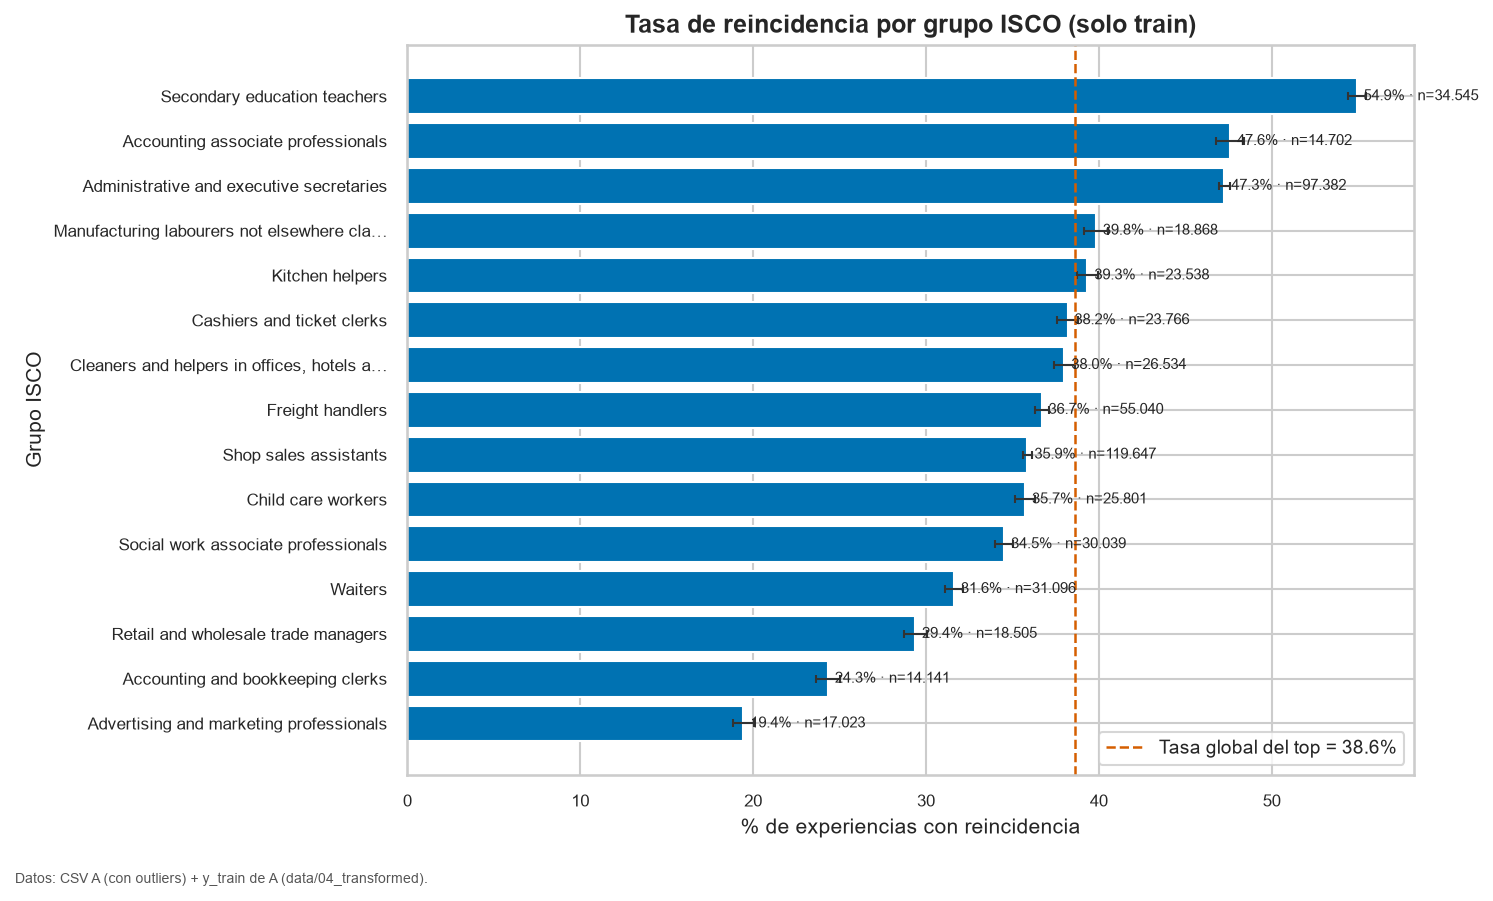 Tasa de reincidencia por grupo ISCO (solo train)
Secondary education teachers
54.9% · n=34.545
Accounting associate professionals
47.6% · n=14.702
Administrative and executive secretaries
47.3% · n=97.382
Manufacturing labourers not elsewhere cla…
39.8% · n=18.868
Kitchen helpers
39.3% · n=23.538
Cashiers and ticket clerks
38.2% · n=23.766
Cleaners and helpers in offices, hotels a…
38.0% · n=26.534
Freight handlers
36.7% · n=55.040
Shop sales assistants
35.9% · n=119.647
Child care workers
35.7% · n=25.801
Social work associate professionals
34.5% · n=30.039
Waiters
31.6% · n=31.096
Retail and wholesale trade managers
29.4% · n=18.505
Accounting and bookkeeping clerks
24.3% · n=14.141
Advertising and marketing professionals
19.4% · n=17.023
Grupo ISCO
Tasa global del top = 38.6%
0 10 20 30 40 50
% de experiencias con reincidencia
Datos: CSV A (con outliers) + y_train de A (data/04_transformed).